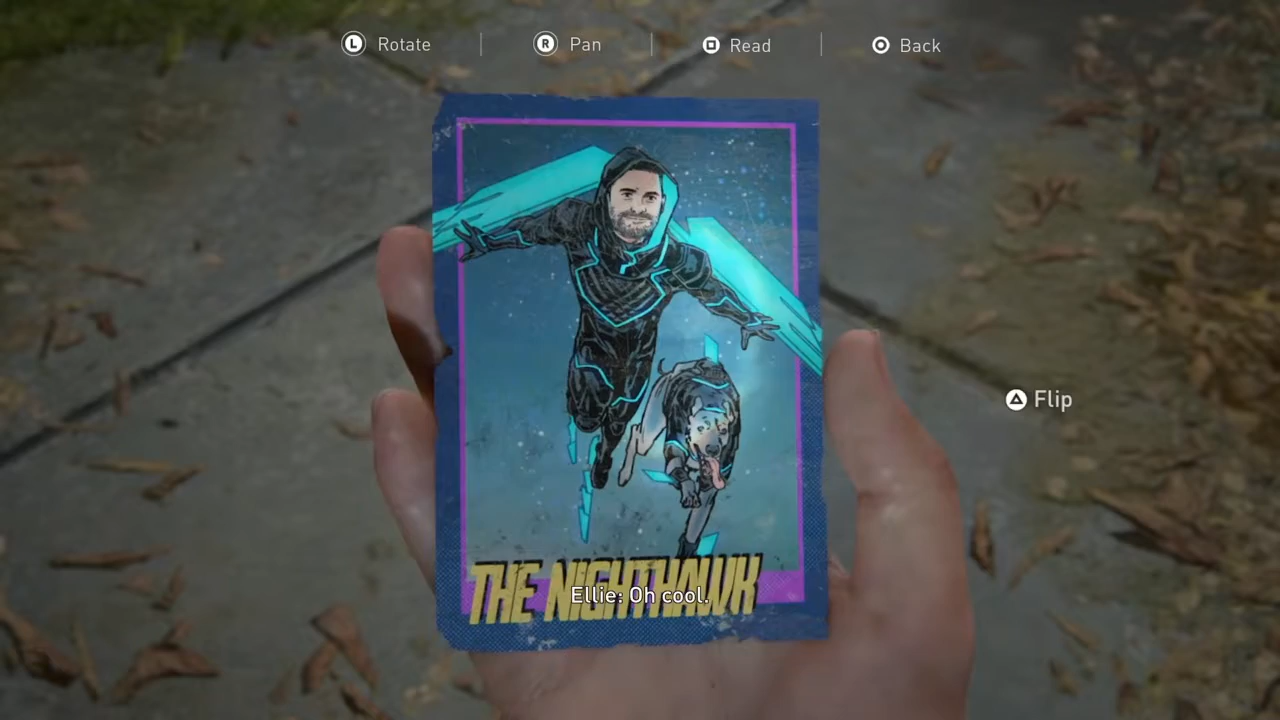 L Rotate
R Pan
Read
Back
Flip
THE NIGHTHAWK
Ellie: Oh cool.